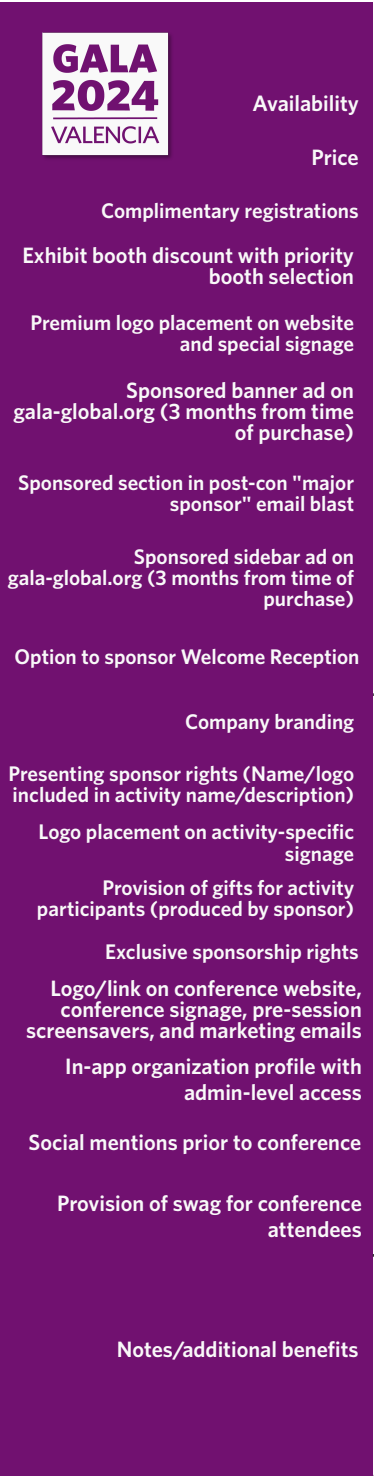 GALA
2024
VALENCIA
Availability
Price
Complimentary registrations
Exhibit booth discount with priority
booth selection
Premium logo placement on website
and special signage
Sponsored banner ad on
gala-global.org (3 months from time
of purchase)
Sponsored section in post-con "major
sponsor" email blast
Sponsored sidebar ad on
gala-global.org (3 months from time of
purchase)
Option to sponsor Welcome Reception
Company branding
Presenting sponsor rights (Name/logo
included in activity name/description)
Logo placement on activity-specific
signage
Provision of gifts for activity
participants (produced by sponsor)
Exclusive sponsorship rights
Logo/link on conference website,
conference signage, pre-session
screensavers, and marketing emails
In-app organization profile with
admin-level access
Social mentions prior to conference
Provision of swag for conference
attendees
Notes/additional benefits